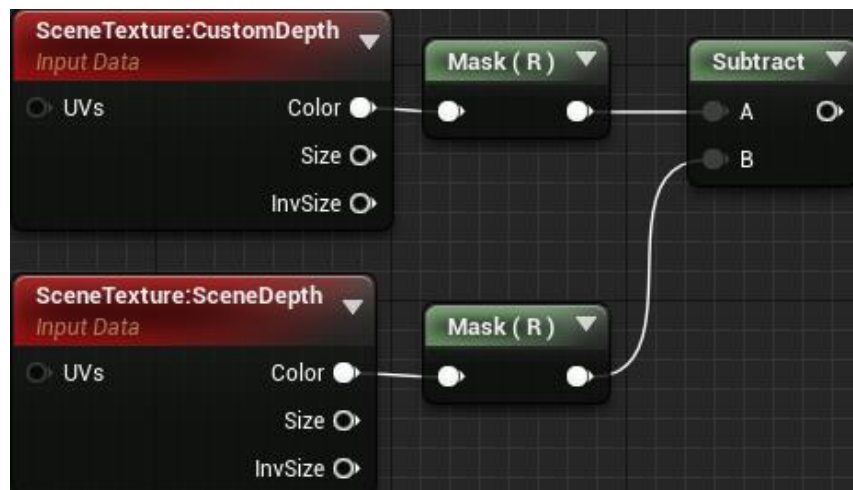 SceneTexture:CustomDepth
Input Data
UVs
Color
Size
InvSize
Mask ( R )
Subtract
A
B
SceneTexture:SceneDepth
Input Data
UVs
Color
Size
InvSize
Mask ( R )